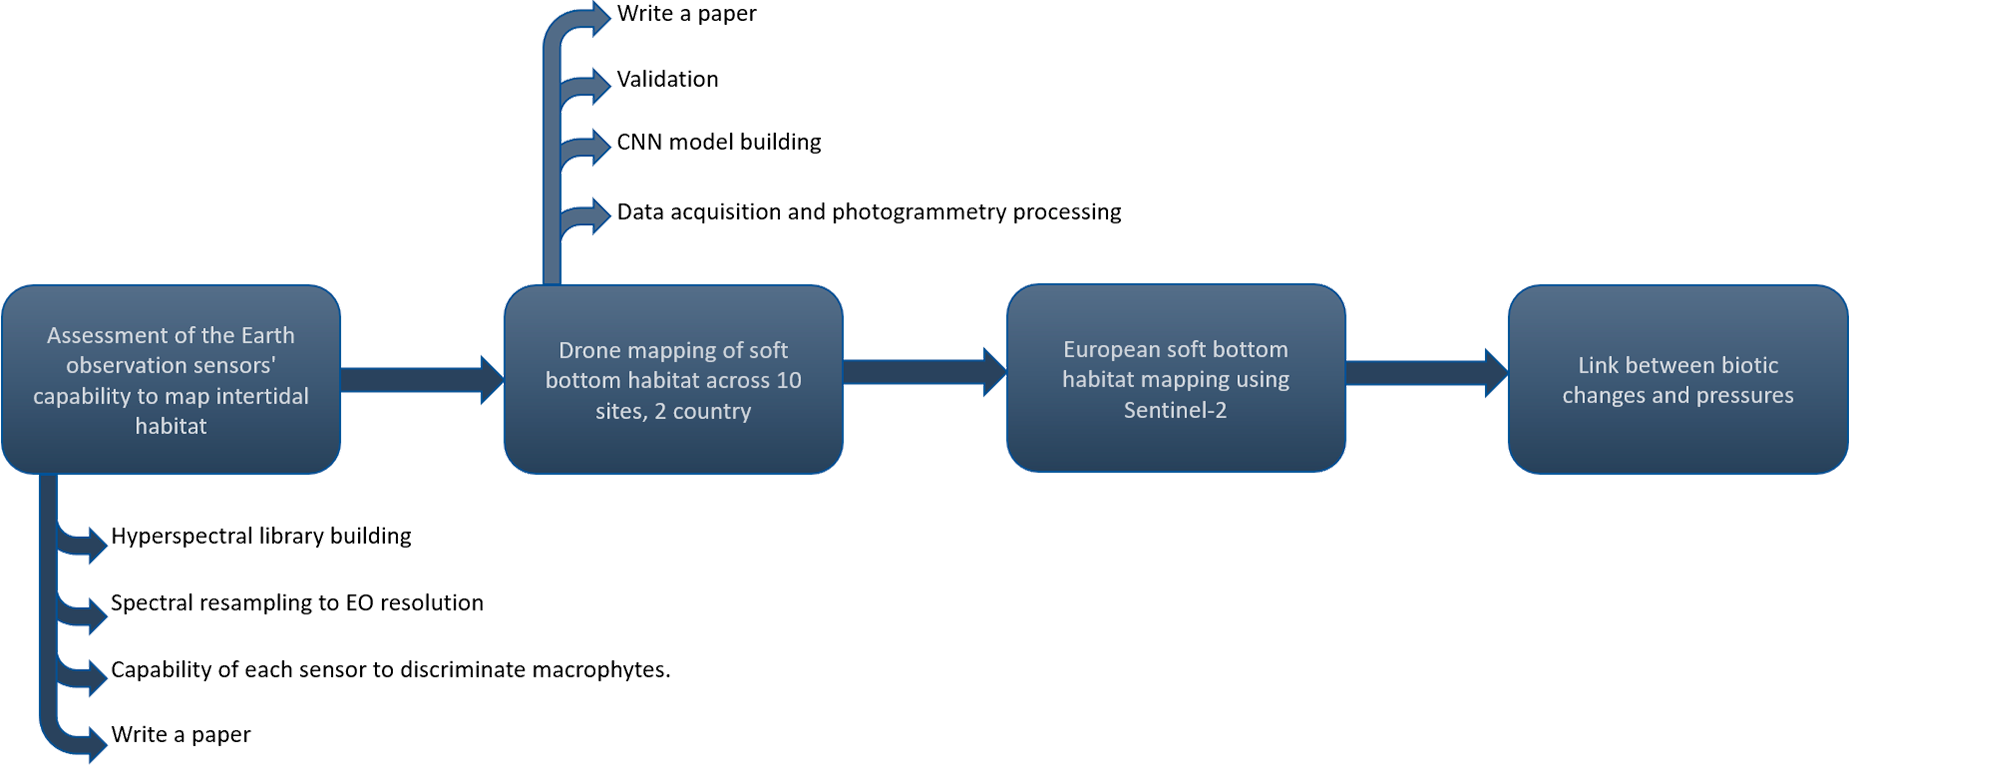 Write a paper
Validation
CNN model building
Data acquisition and photogrammetry processing
Assessment of the Earth
observation sensors'
capability to map intertidal
habitat
Drone mapping of soft
bottom habitat across 10
sites, 2 country
European soft bottom
habitat mapping using
Sentinel-2
Link between biotic
changes and pressures
Hyperspectral library building
Spectral resampling to EO resolution
Capability of each sensor to discriminate macrophytes.
Write a paper